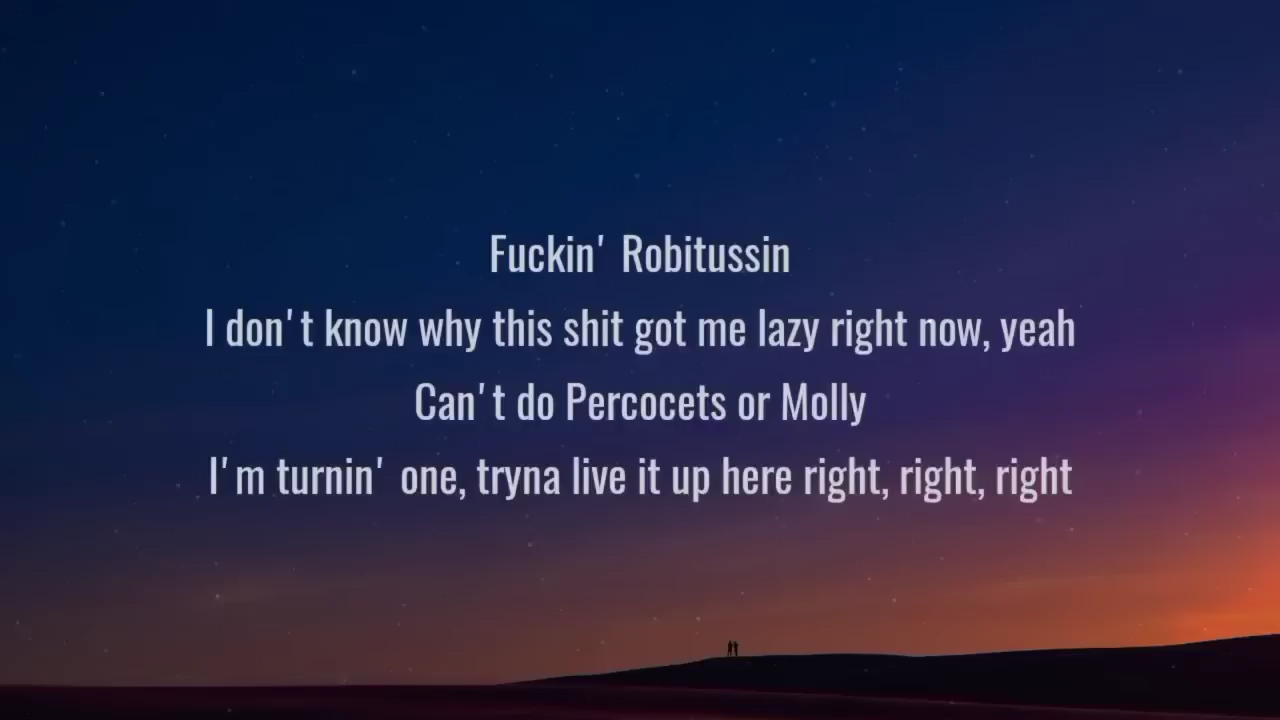 Fuckin' Robitussin
I don't know why this shit got me lazy right now, yeah
Can't do Percocets or Molly
I'm turnin' one, tryna live it up here right, right, right